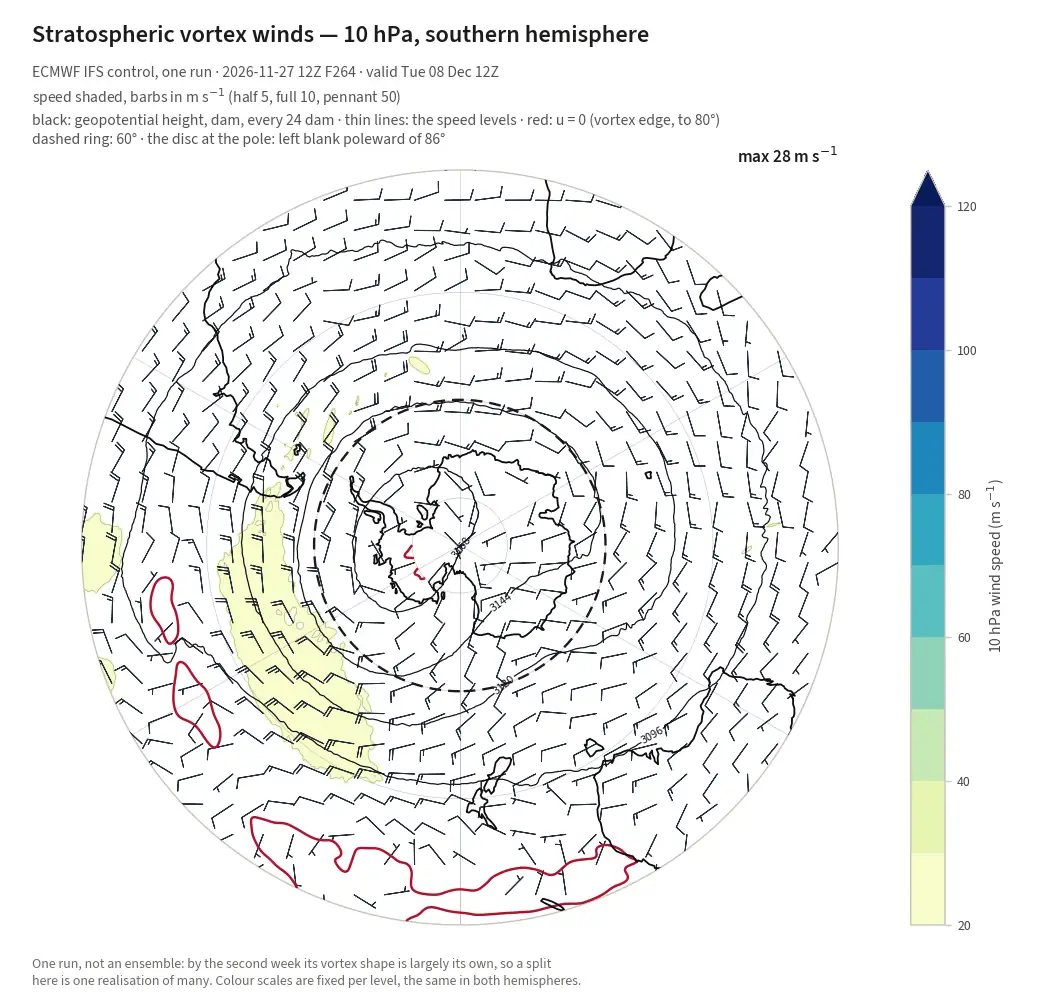 Stratospheric vortex winds — 10 hPa, southern hemisphere
ECMWF IFS control, one run · 2026-11-27 12Z F264 · valid Tue 08 Dec 12Z
speed shaded, barbs in m s⁻¹ (half 5, full 10, pennant 50)
black: geopotential height, dam, every 24 dam · thin lines: the speed levels · red: u = 0 (vortex edge, to 80°)
dashed ring: 60° · the disc at the pole: left blank poleward of 86°
max 28 m s⁻¹
120
100
80
60
40
20
10 hPa wind speed (m s⁻¹)
3144
3096
One run, not an ensemble: by the second week its vortex shape is largely its own, so a split
here is one realisation of many. Colour scales are fixed per level, the same in both hemispheres.